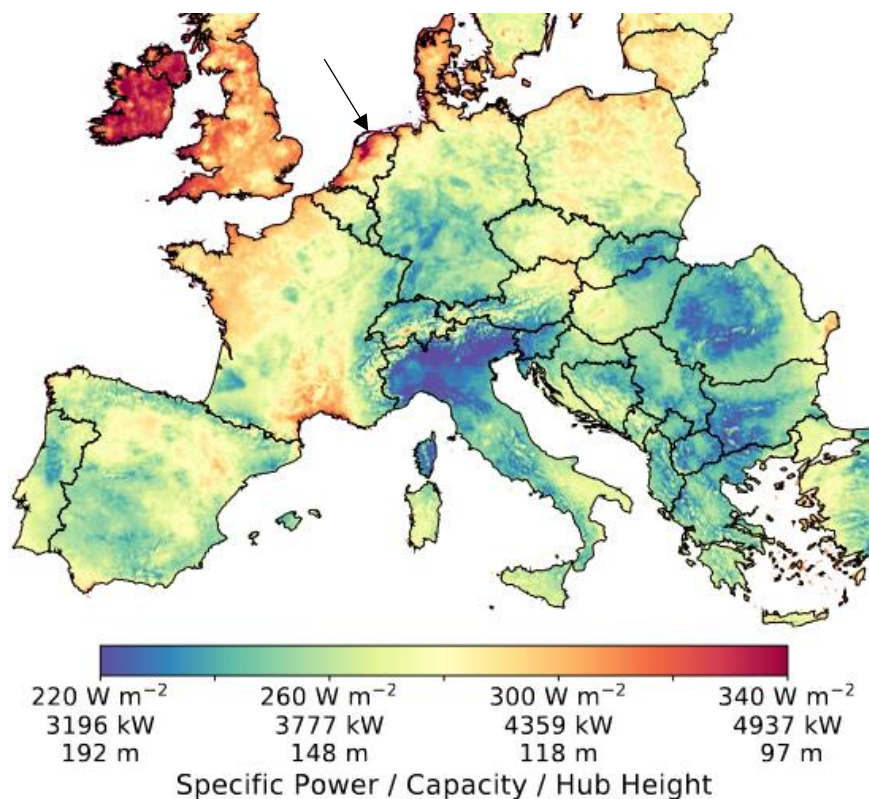 220 W m⁻² 260 W m⁻² 300 W m⁻² 340 W m⁻²
3196 kW 3777 kW 4359 kW 4937 kW
192 m 148 m 118 m 97 m
Specific Power / Capacity / Hub Height